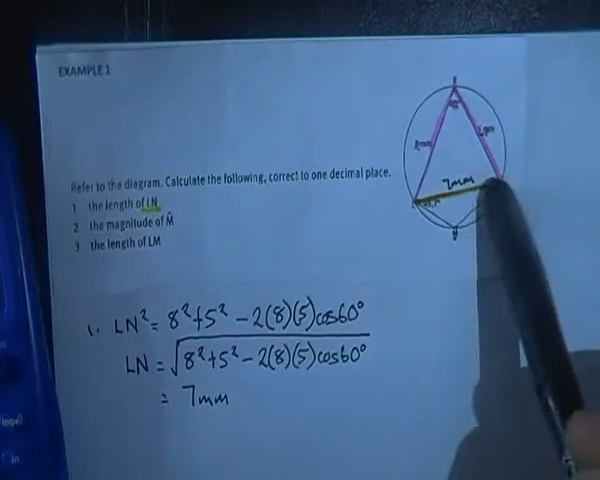 EXAMPLE 1
Refer to the diagram. Calculate the following, correct to one decimal place.
1 the length of LN
2 the magnitude of M̂
3 the length of LM
7mm
M
1. LN² = 8²+5² - 2(8)(5)cos60°
LN = √8²+5² - 2(8)(5)cos60°
= 7mm